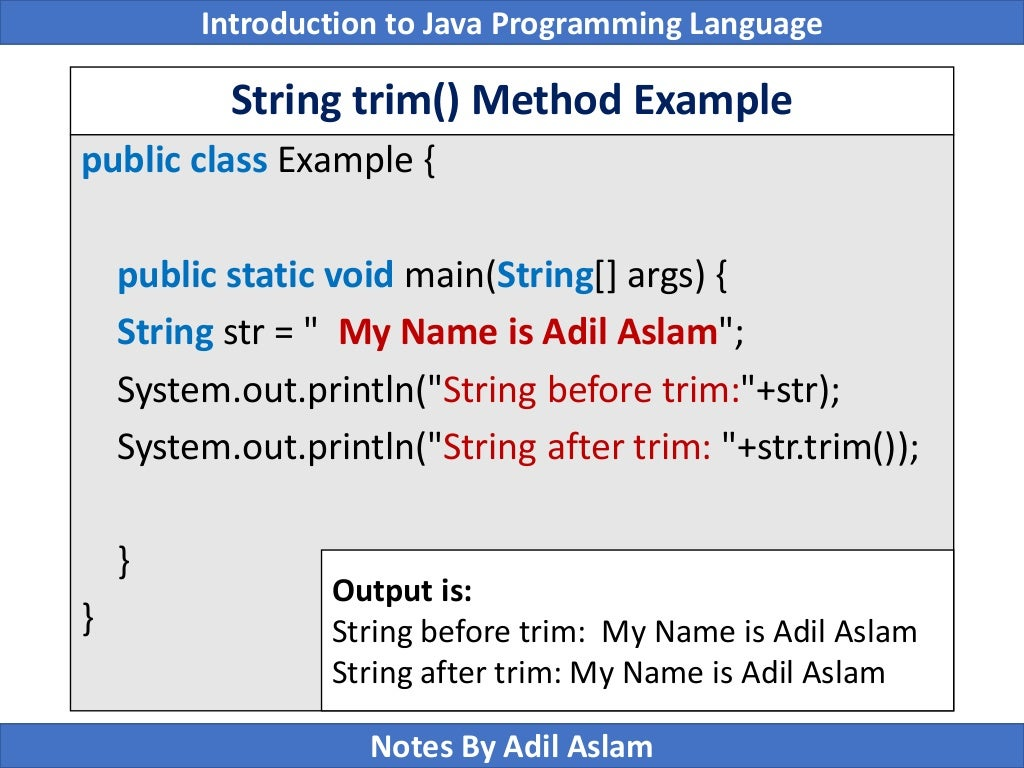 Introduction to Java Programming Language
String trim() Method Example
public class Example {
public static void main(String[] args) {
String str = "  My Name is Adil Aslam";
System.out.println("String before trim:"+str);
System.out.println("String after trim: "+str.trim());
}
}
Output is:
String before trim:  My Name is Adil Aslam
String after trim: My Name is Adil Aslam
Notes By Adil Aslam